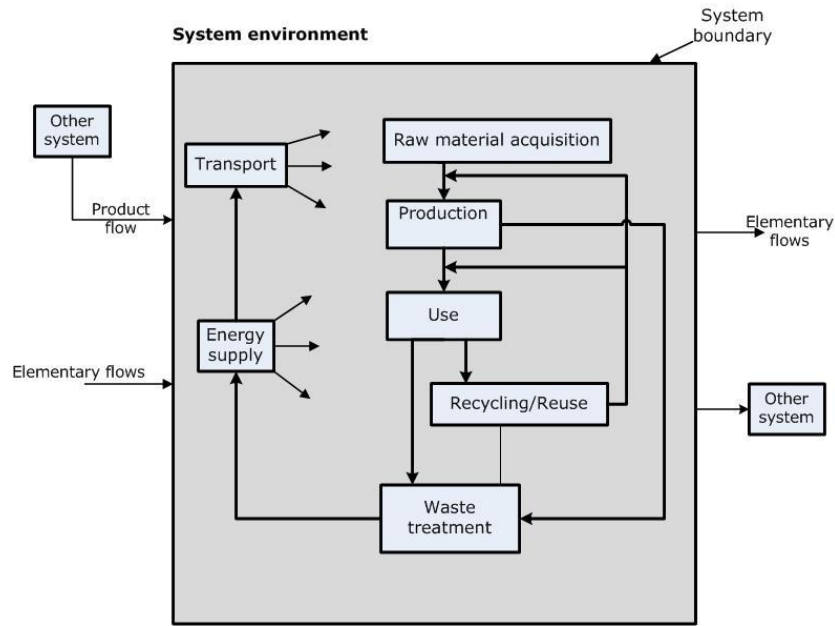 System
boundary
System environment
Other
system
Transport
Raw material acquisition
Product
flow
Production
Elementary
flows
Use
Energy
supply
Elementary flows
Recycling/Reuse
Other
system
Waste
treatment